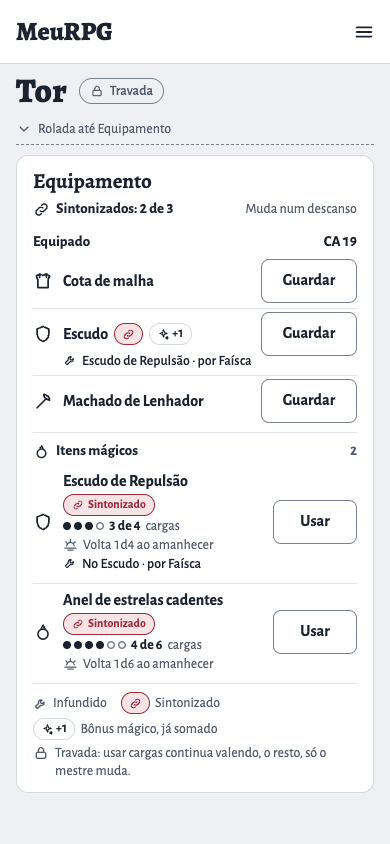 MeuRPG
Tor Travada
Rolada até Equipamento
Equipamento
Sintonizados: 2 de 3 Muda num descanso
Equipado CA 19
Cota de malha Guardar
Escudo +1 Guardar
Escudo de Repulsão · por Faísca
Machado de Lenhador Guardar
Itens mágicos 2
Escudo de Repulsão
Sintonizado
3 de 4 cargas Usar
Volta 1d4 ao amanhecer
No Escudo · por Faísca
Anel de estrelas cadentes
Sintonizado
4 de 6 cargas Usar
Volta 1d6 ao amanhecer
Infundido Sintonizado
+1 Bônus mágico, já somado
Travada: usar cargas continua valendo, o resto, só o
mestre muda.